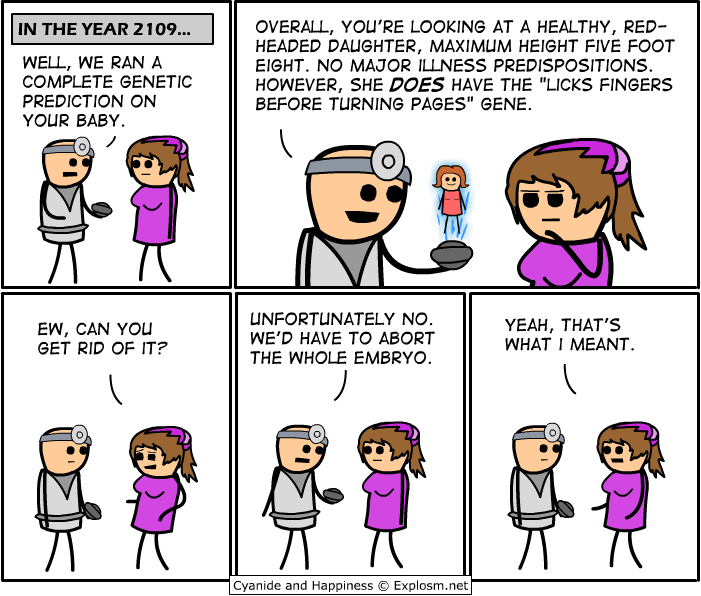 IN THE YEAR 2109...
WELL, WE RAN A
COMPLETE GENETIC
PREDICTION ON
YOUR BABY.
OVERALL, YOU'RE LOOKING AT A HEALTHY, RED-
HEADED DAUGHTER, MAXIMUM HEIGHT FIVE FOOT
EIGHT. NO MAJOR ILLNESS PREDISPOSITIONS.
HOWEVER, SHE DOES HAVE THE "LICKS FINGERS
BEFORE TURNING PAGES" GENE.
EW, CAN YOU
GET RID OF IT?
UNFORTUNATELY NO.
WE'D HAVE TO ABORT
THE WHOLE EMBRYO.
YEAH, THAT'S
WHAT I MEANT.
Cyanide and Happiness © Explosm.net